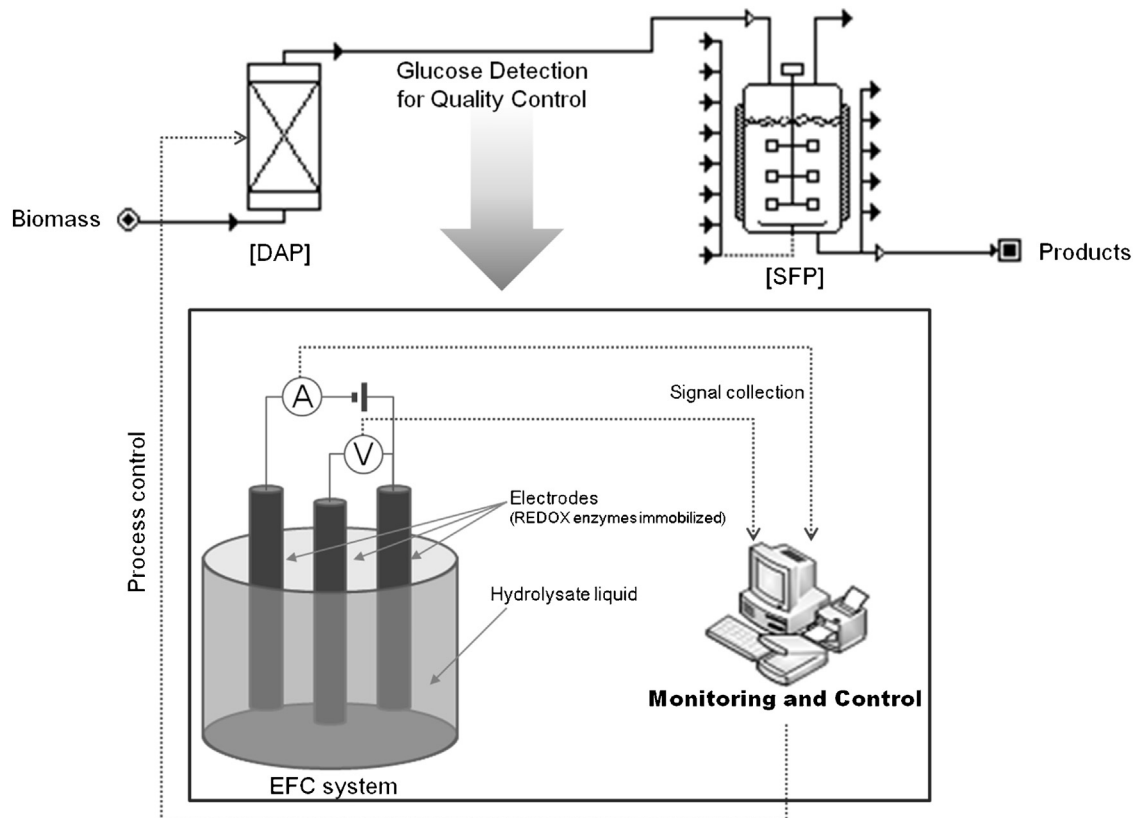 Glucose Detection
for Quality Control
Biomass
[DAP]
[SFP]
Products
A
Signal collection
V
Process control
Electrodes
(REDOX enzymes immobilized)
Hydrolysate liquid
Monitoring and Control
EFC system